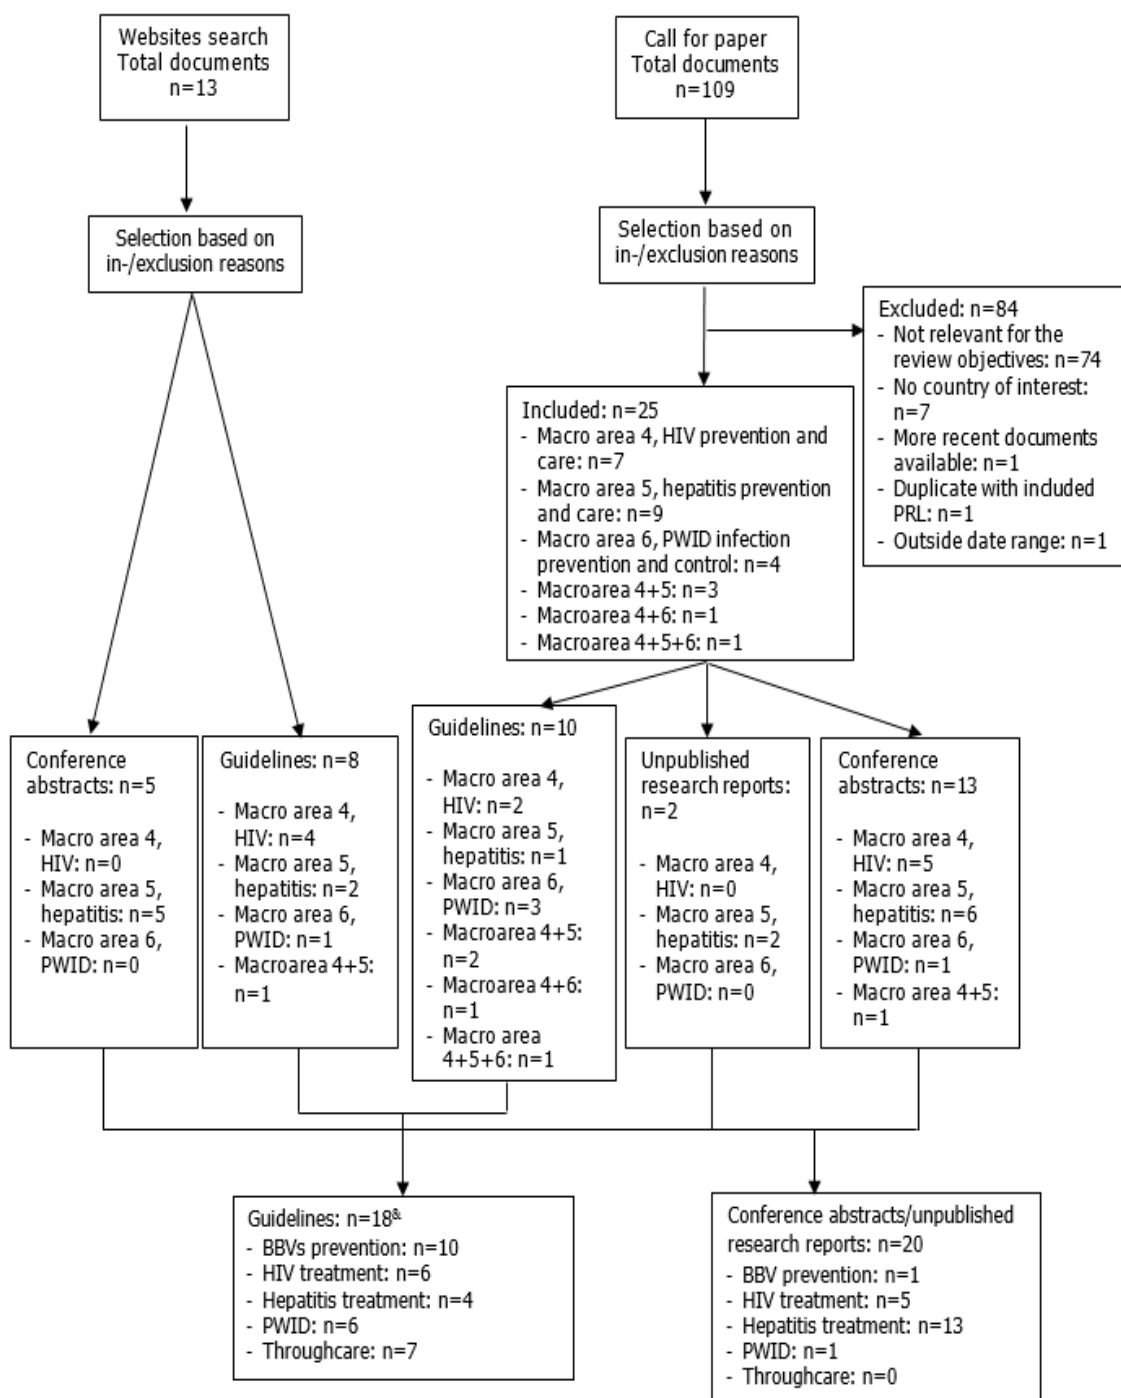 Websites search
Total documents
n=13
Call for paper
Total documents
n=109
Selection based on
in-/exclusion reasons
Selection based on
in-/exclusion reasons
Excluded: n=84
- Not relevant for the
review objectives: n=74
- No country of interest:
n=7
- More recent documents
available: n=1
- Duplicate with included
PRL: n=1
- Outside date range: n=1
Included: n=25
- Macro area 4, HIV prevention and
care: n=7
- Macro area 5, hepatitis prevention
and care: n=9
- Macro area 6, PWID infection
prevention and control: n=4
- Macroarea 4+5: n=3
- Macroarea 4+6: n=1
- Macroarea 4+5+6: n=1
Conference
abstracts: n=5
- Macro area 4,
HIV: n=0
- Macro area 5,
hepatitis: n=5
- Macro area 6,
PWID: n=0
Guidelines: n=8
- Macro area 4,
HIV: n=4
- Macro area 5,
hepatitis: n=2
- Macro area 6,
PWID: n=1
- Macroarea 4+5:
n=1
Guidelines: n=10
- Macro area 4,
HIV: n=2
- Macro area 5,
hepatitis: n=1
- Macro area 6,
PWID: n=3
- Macroarea 4+5:
n=2
- Macroarea 4+6:
n=1
- Macro area
4+5+6: n=1
Unpublished
research reports:
n=2
- Macro area 4,
HIV: n=0
- Macro area 5,
hepatitis: n=2
- Macro area 6,
PWID: n=0
Conference
abstracts: n=13
- Macro area 4,
HIV: n=5
- Macro area 5,
hepatitis: n=6
- Macro area 6,
PWID: n=1
- Macro area 4+5:
n=1
Guidelines: n=18&
- BBVs prevention: n=10
- HIV treatment: n=6
- Hepatitis treatment: n=4
- PWID: n=6
- Throughcare: n=7
Conference abstracts/unpublished
research reports: n=20
- BBV prevention: n=1
- HIV treatment: n=5
- Hepatitis treatment: n=13
- PWID: n=1
- Throughcare: n=0